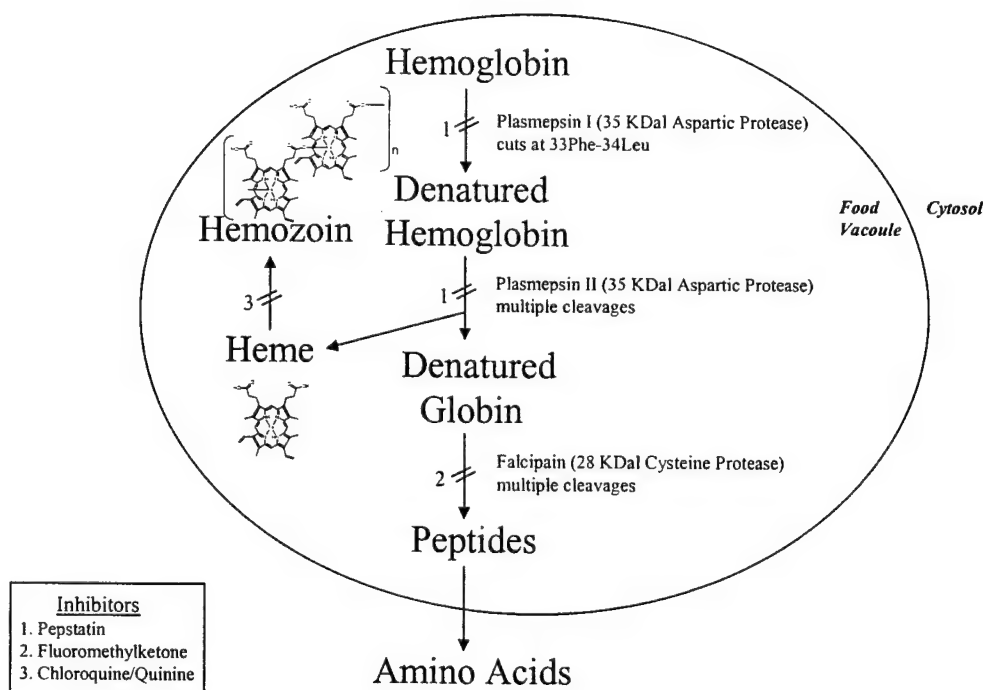 Hemoglobin
1
Plasmepsin I (35 KDal Aspartic Protease)
cuts at 33Phe-34Leu
n
Denatured
Hemoglobin
Hemozoin
Food
Vacoule
Cytosol
1
Plasmepsin II (35 KDal Aspartic Protease)
multiple cleavages
3
Heme
Denatured
Globin
2
Falcipain (28 KDal Cysteine Protease)
multiple cleavages
Peptides
Inhibitors
1. Pepstatin
2. Fluoromethylketone
3. Chloroquine/Quinine
Amino Acids